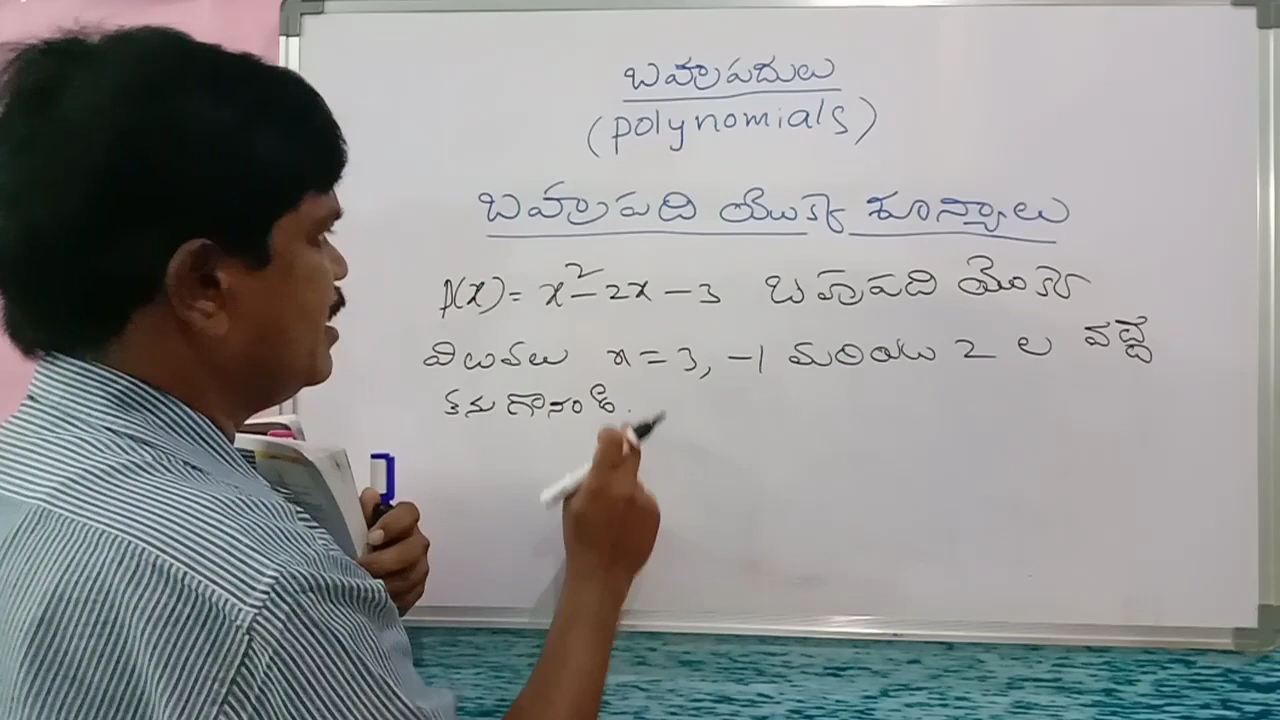 బహుపదులు
(polynomials)
బహుపది యొక్క శూన్యాలు
p(x) = x² - 2x - 3 బహుపది యొక్క
విలువలు x = 3, -1 మరియు 2 ల వద్ద
కనుగొనండి.